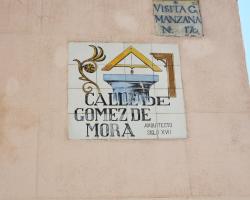 VISITA G.
MANZANA
Nº 176
CALLE DE
GOMEZ DE
MORA
ARQUITECTO
SIGLO XVII